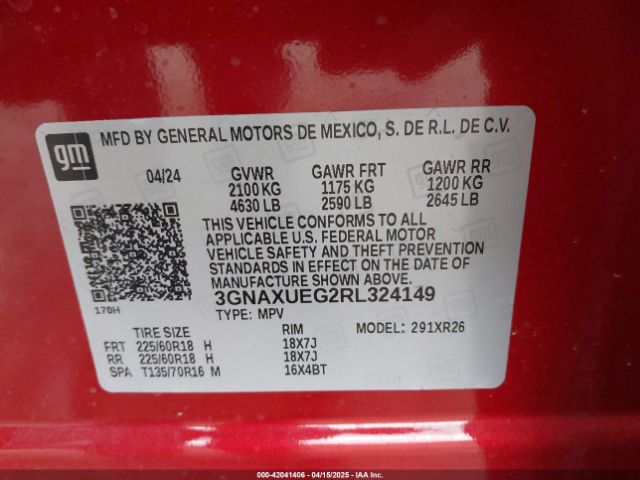 gm
MFD BY GENERAL MOTORS DE MEXICO, S. DE R.L. DE C.V.
04/24 GVWR GAWR FRT GAWR RR
2100 KG 1175 KG 1200 KG
4630 LB 2590 LB 2645 LB
THIS VEHICLE CONFORMS TO ALL
APPLICABLE U.S. FEDERAL MOTOR
VEHICLE SAFETY AND THEFT PREVENTION
STANDARDS IN EFFECT ON THE DATE OF
MANUFACTURE SHOWN ABOVE.
170H 3GNAXUEG2RL324149
TYPE: MPV
TIRE SIZE RIM MODEL: 291XR26
FRT 225/60R18 H 18X7J
RR 225/60R18 H 18X7J
SPA T135/70R16 M 16X4BT
000-42041406 - 04/15/2025 - IAA Inc.